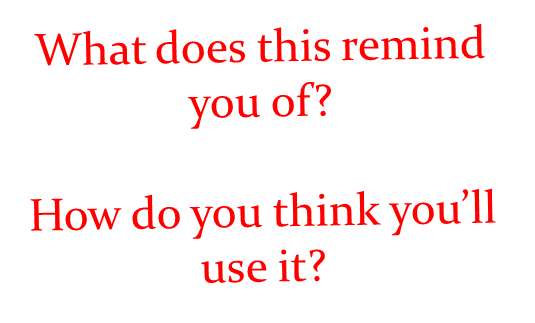 What does this remind
you of?
How do you think you’ll
use it?